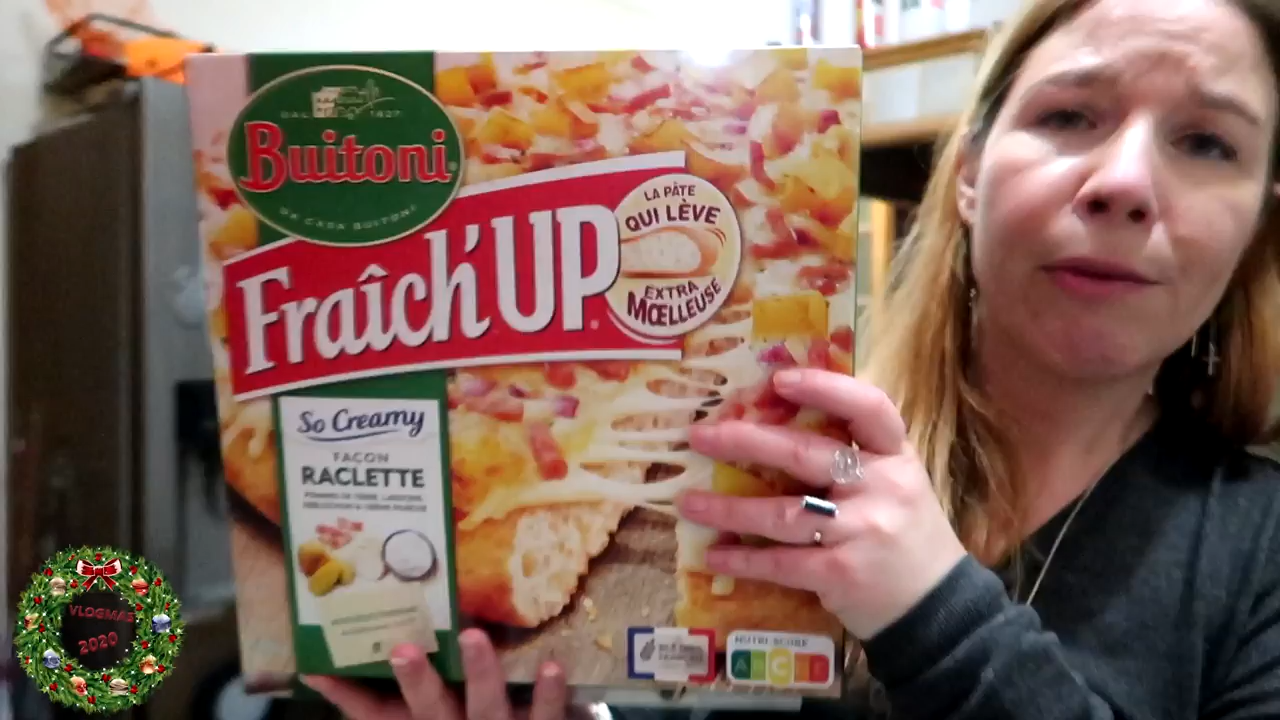 DAL 1827
Buitoni
DA CASA BUITONI
Fraîch'UP
LA PÂTE
QUI LÈVE
EXTRA
MŒLLEUSE
So Creamy
FAÇON
RACLETTE
NUTRI-SCORE
A B C D
VLOGMAS
2020